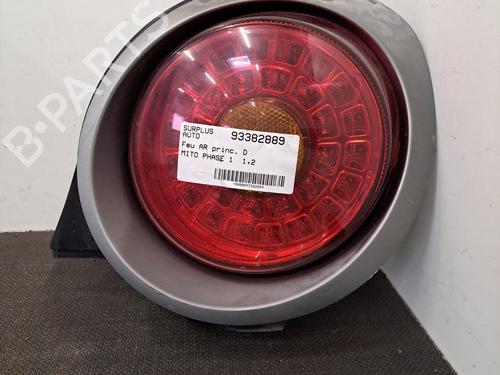 B-PARTS
SURPLUS
AUTO 93382889
Feu AR princ. D
MITO PHASE 1 1.2